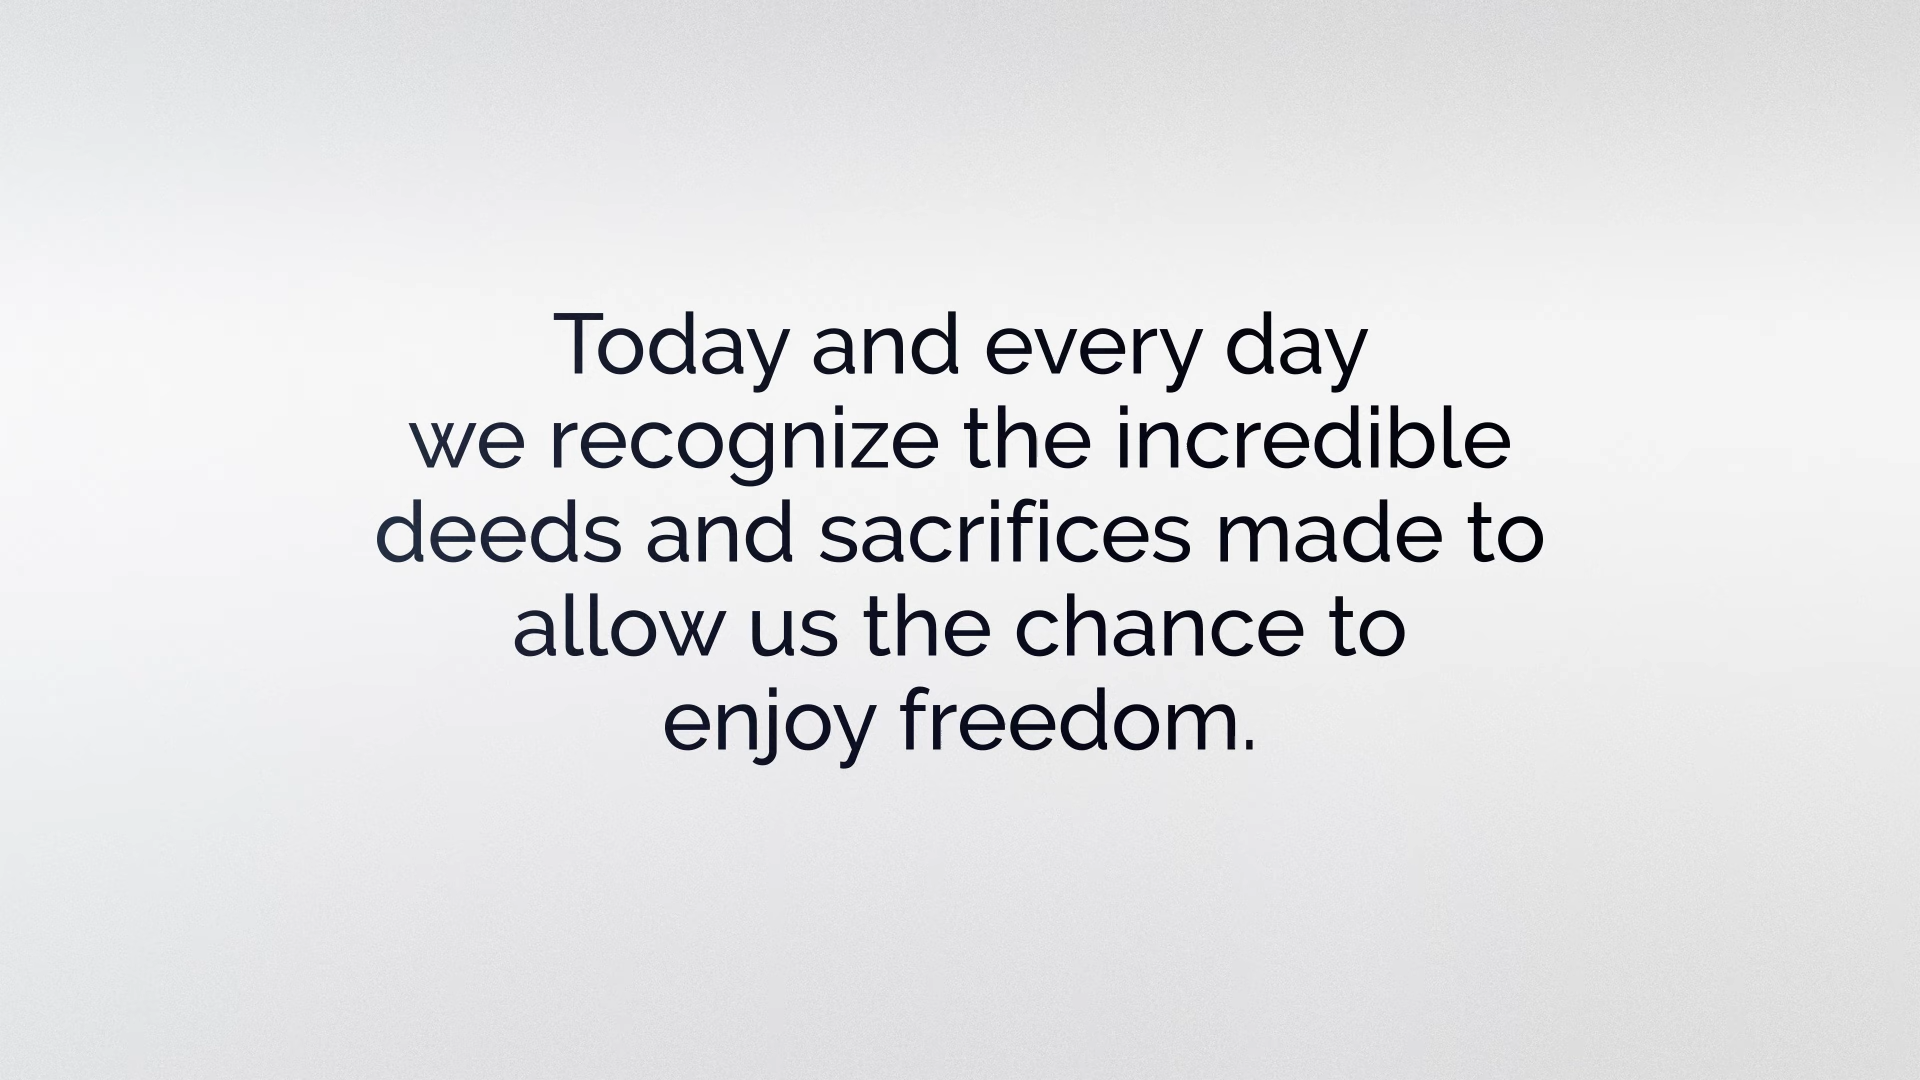 Today and every day
we recognize the incredible
deeds and sacrifices made to
allow us the chance to
enjoy freedom.